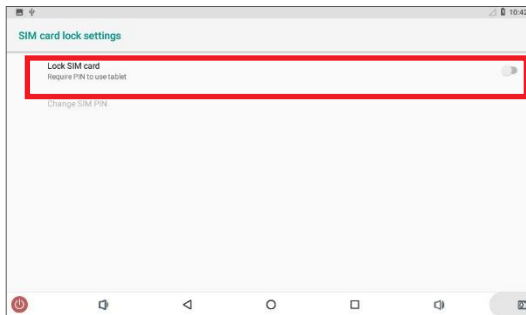 10:42
SIM card lock settings
Lock SIM card
Require PIN to use tablet
Change SIM PIN